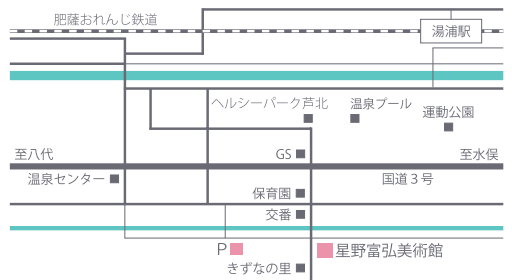 肥薩おれんじ鉄道
湯浦駅
ヘルシーパーク芦北
温泉プール
運動公園
至八代
GS
至水俣
温泉センター
国道3号
保育園
交番
P
星野富弘美術館
きずなの里